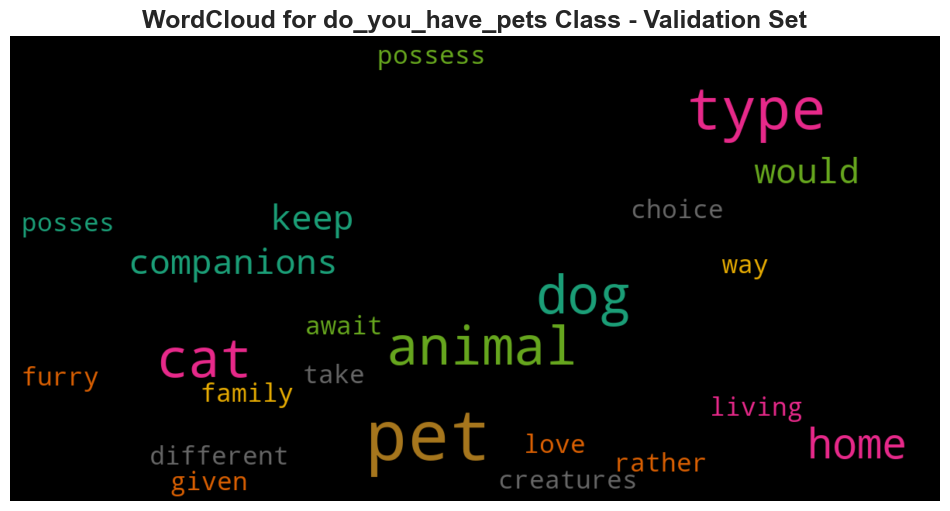 WordCloud for do_you_have_pets Class - Validation Set
possess
type
would
choice
posses
keep
companions
way
dog
await
animal
cat
take
furry
family
living
pet
home
love
rather
different
given
creatures